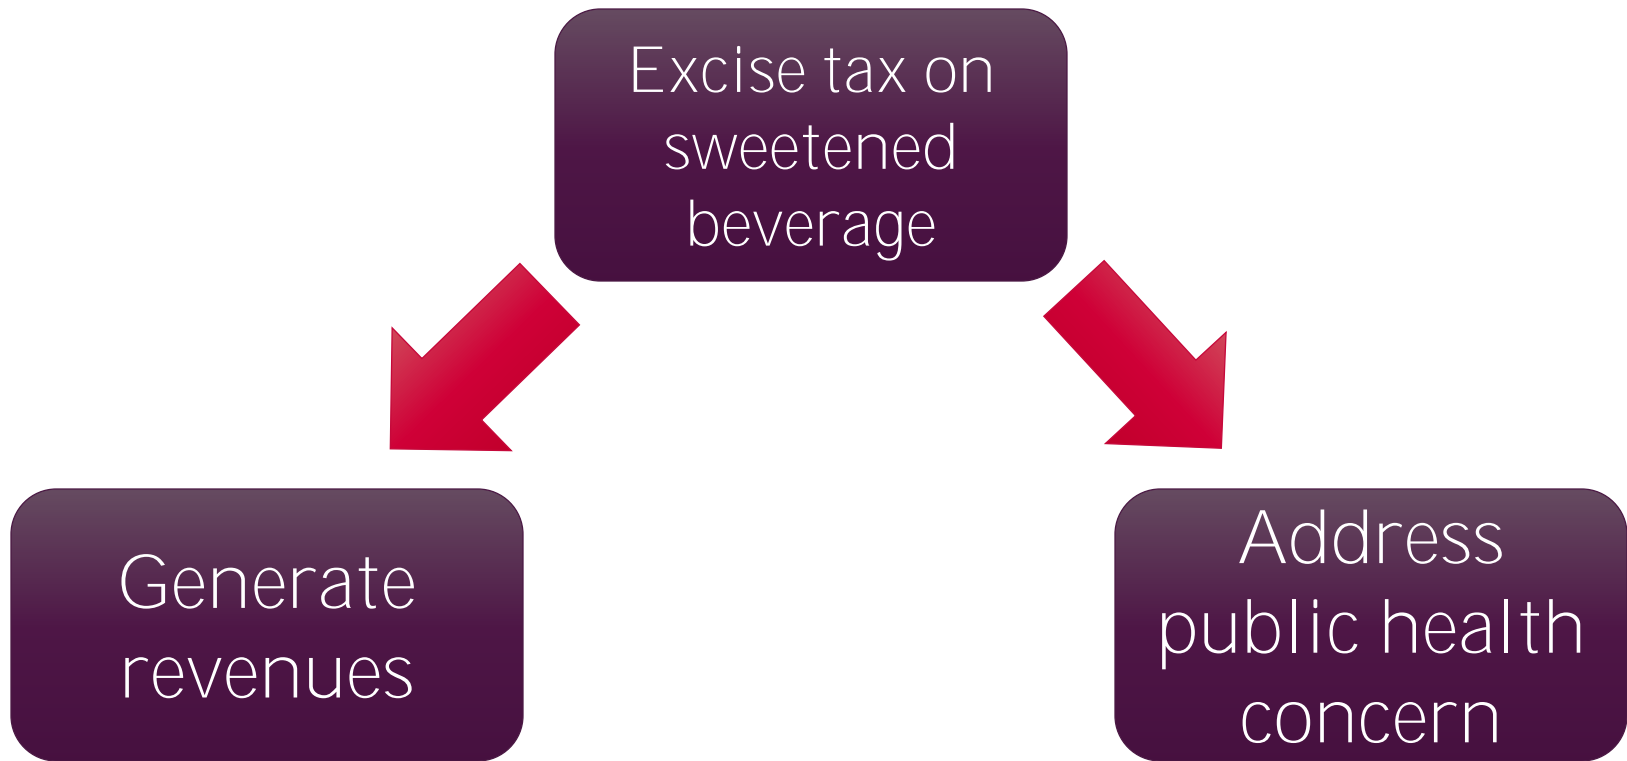 Excise tax on
sweetened
beverage
Generate
revenues
Address
public health
concern